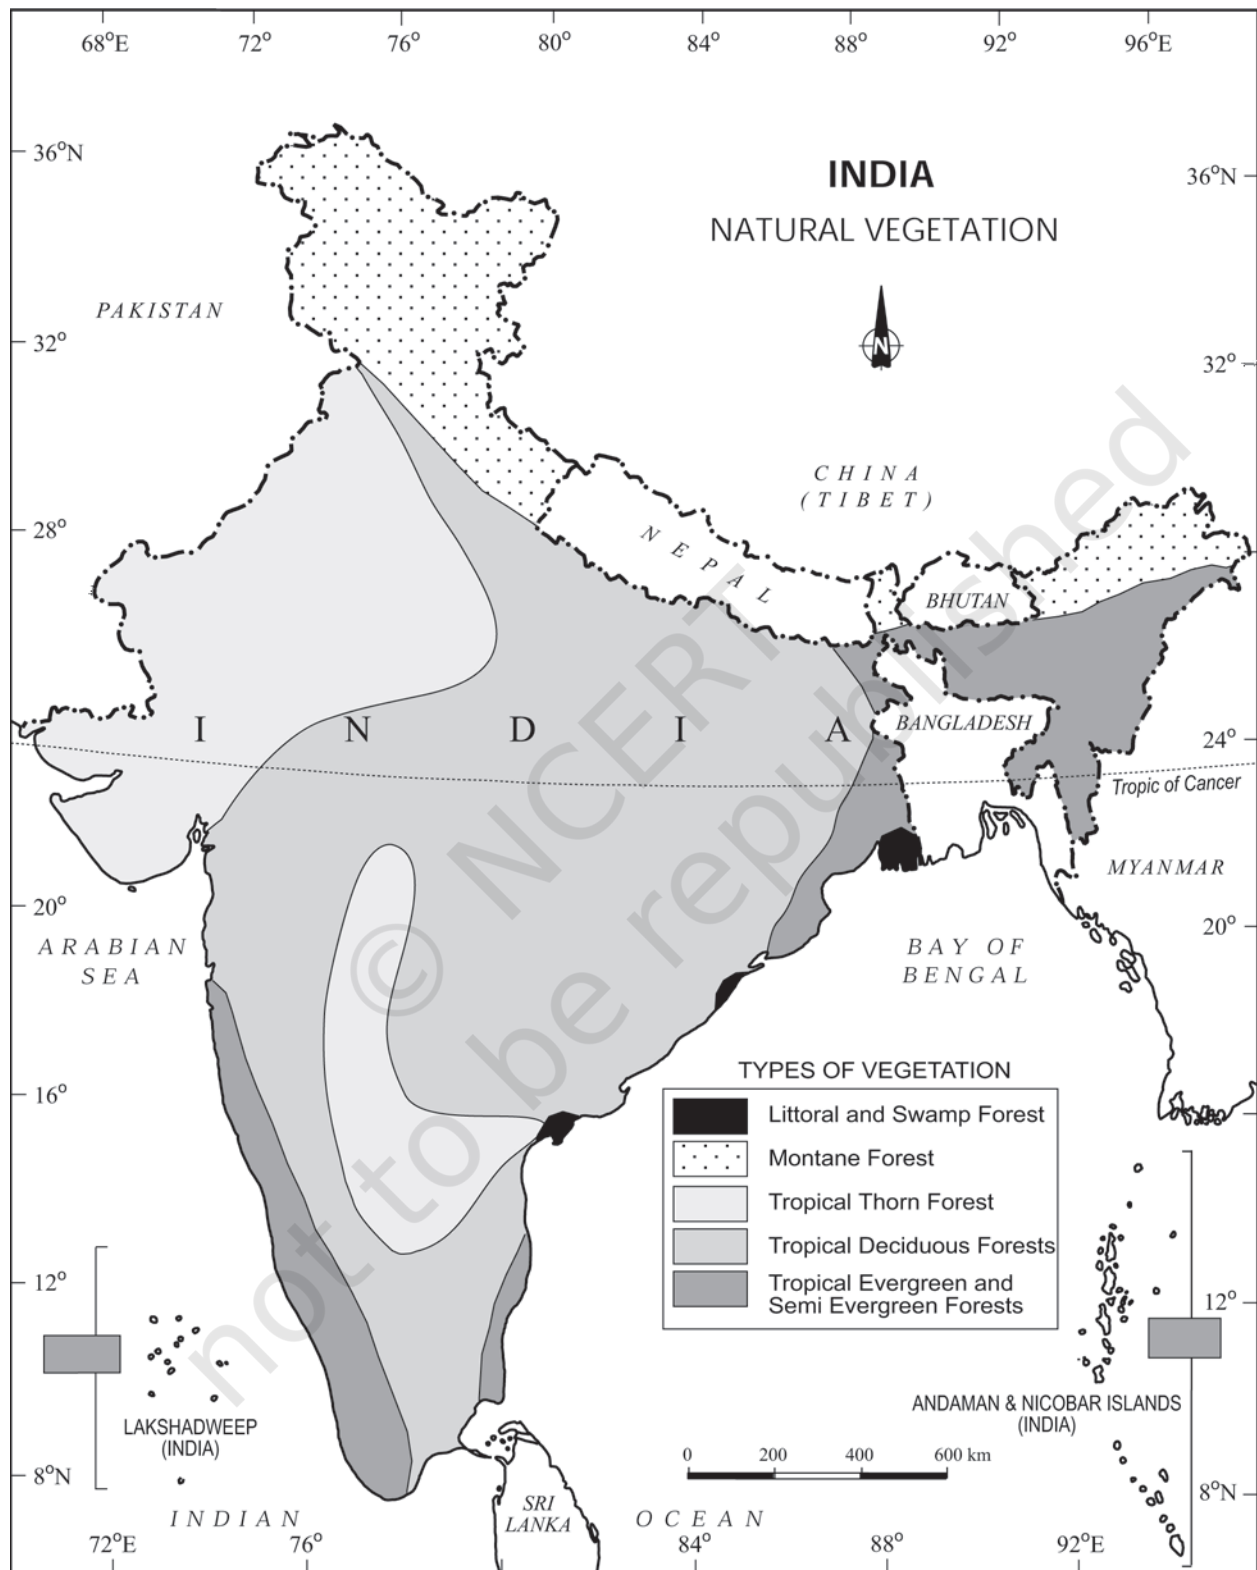 68°E 72° 76° 80° 84° 88° 92° 96°E
36°N
INDIA
36°N
NATURAL VEGETATION
PAKISTAN
N
32°
32°
CHINA
(TIBET)
28°
NEPAL
BHUTAN
INDIA
BANGLADESH
24°
Tropic of Cancer
MYANMAR
20°
20°
ARABIAN
SEA
BAY OF
BENGAL
© NCERT
not to be republished
TYPES OF VEGETATION
16°
Littoral and Swamp Forest
Montane Forest
Tropical Thorn Forest
Tropical Deciduous Forests
Tropical Evergreen and
Semi Evergreen Forests
12°
12°
LAKSHADWEEP
(INDIA)
ANDAMAN & NICOBAR ISLANDS
(INDIA)
0 200 400 600 km
8°N
8°N
SRI
LANKA
INDIAN OCEAN
72°E 76° 84° 88° 92°E